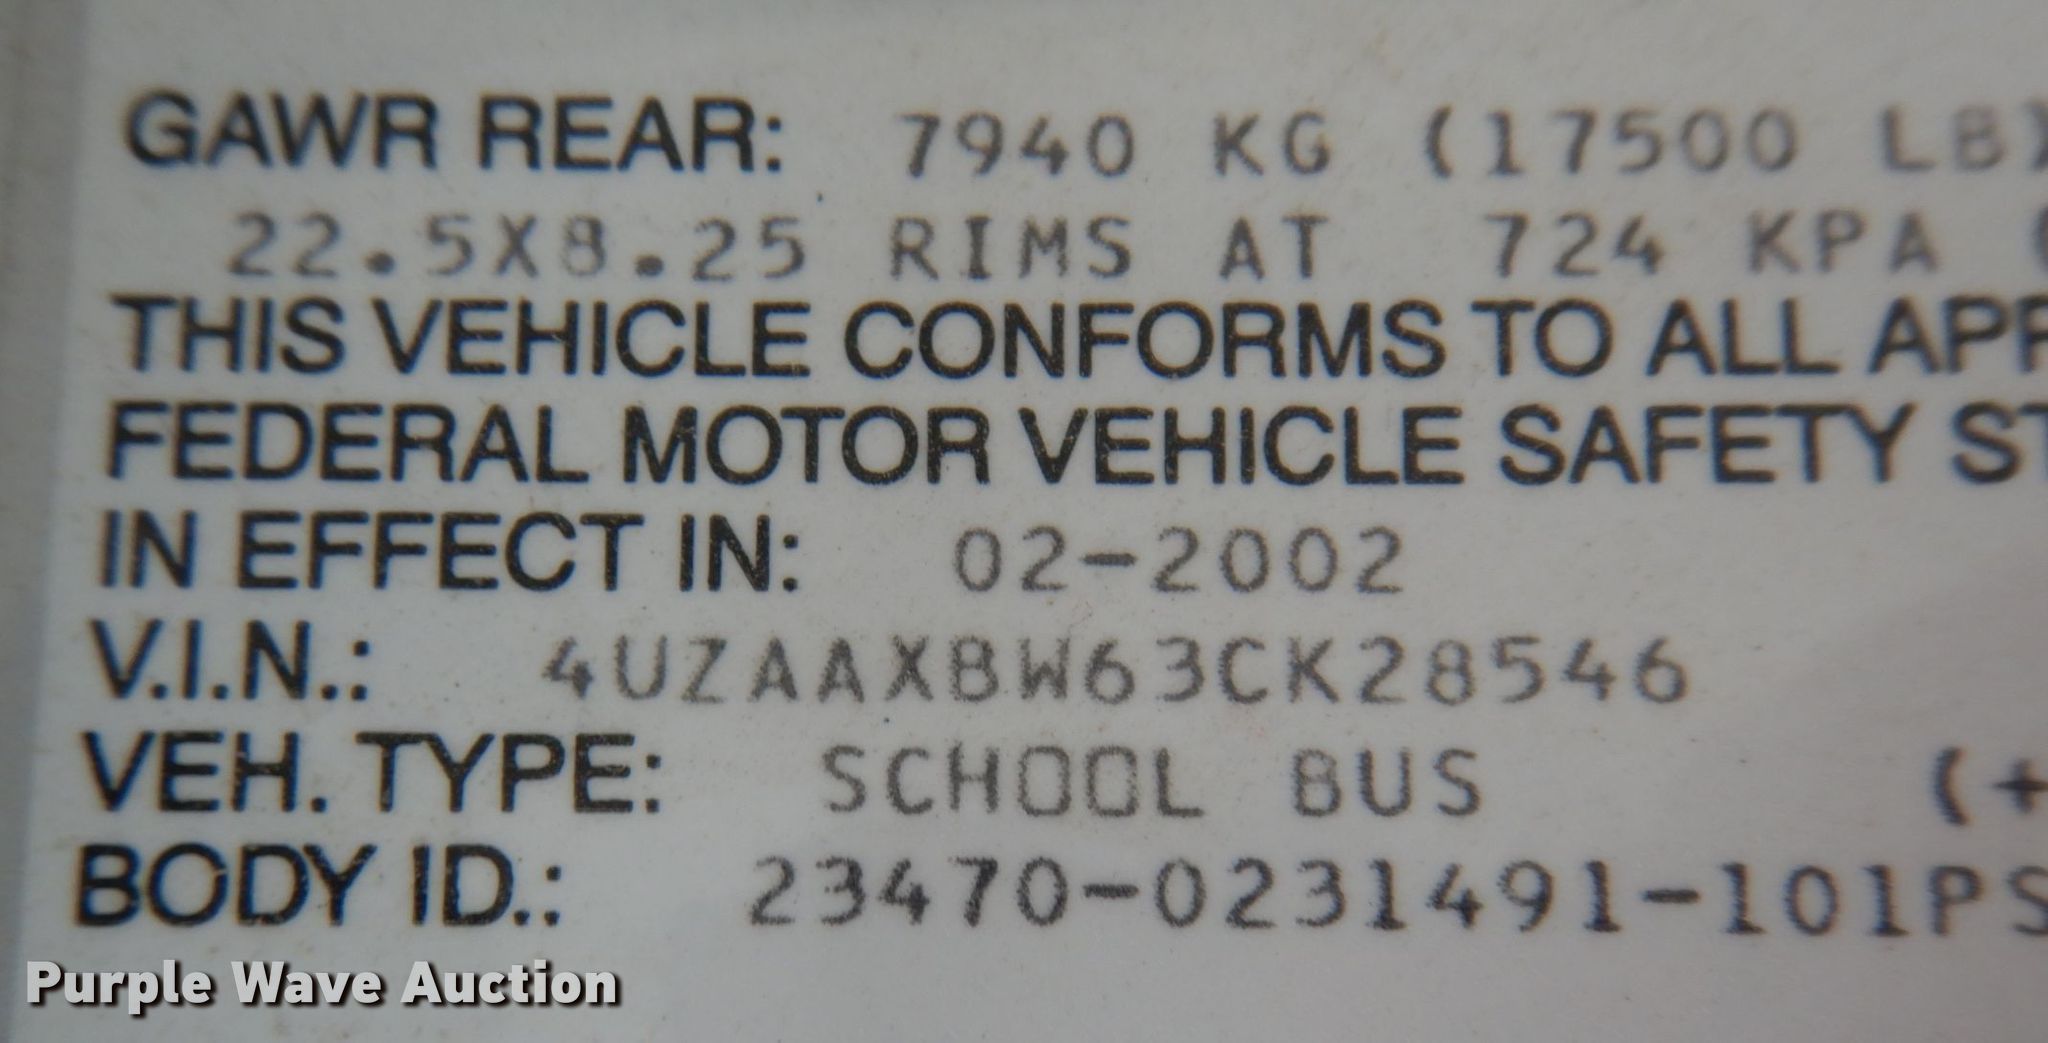 GAWR REAR: 7940 KG (17500 LB)
22.5X8.25 RIMS AT 724 KPA (
THIS VEHICLE CONFORMS TO ALL APP
FEDERAL MOTOR VEHICLE SAFETY ST
IN EFFECT IN: 02-2002
V.I.N.: 4UZAAXBW63CK28546
VEH. TYPE: SCHOOL BUS (+
BODY ID.: 23470-0231491-101PS
Purple Wave Auction